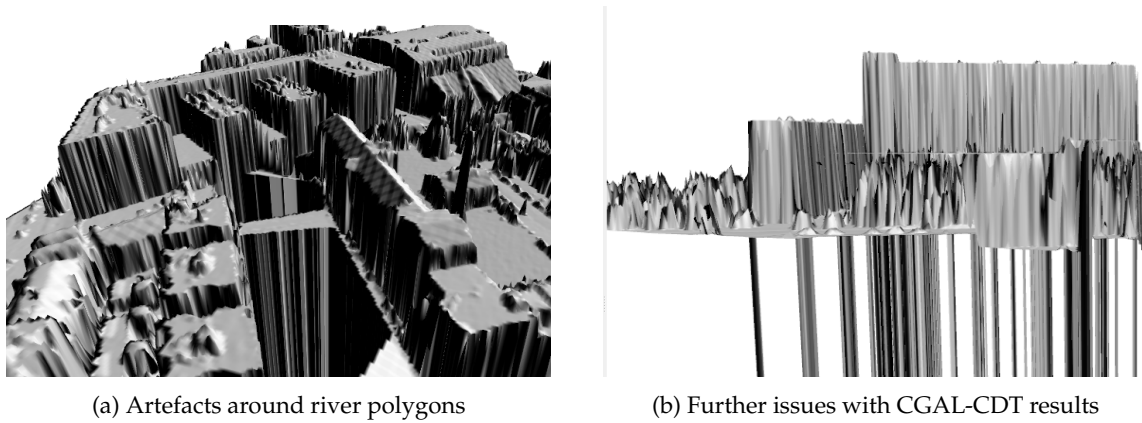 (a) Artefacts around river polygons
(b) Further issues with CGAL-CDT results